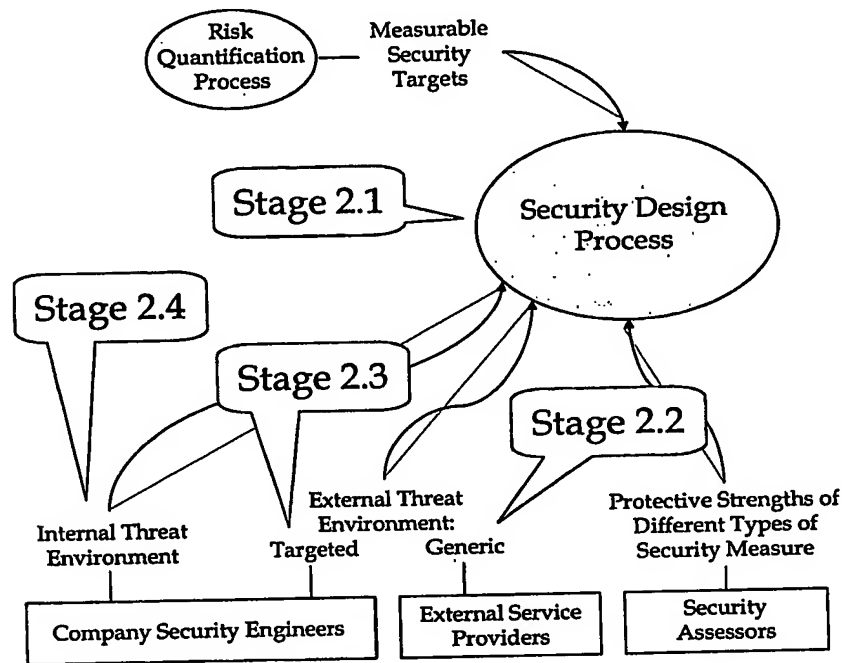 Risk
Quantification
Process
Measurable
Security
Targets
Stage 2.1
Security Design
Process
Stage 2.4
Stage 2.3
Stage 2.2
Internal Threat
Environment
External Threat
Environment:
Targeted
Generic
Protective Strengths of
Different Types of
Security Measure
Company Security Engineers
External Service
Providers
Security
Assessors